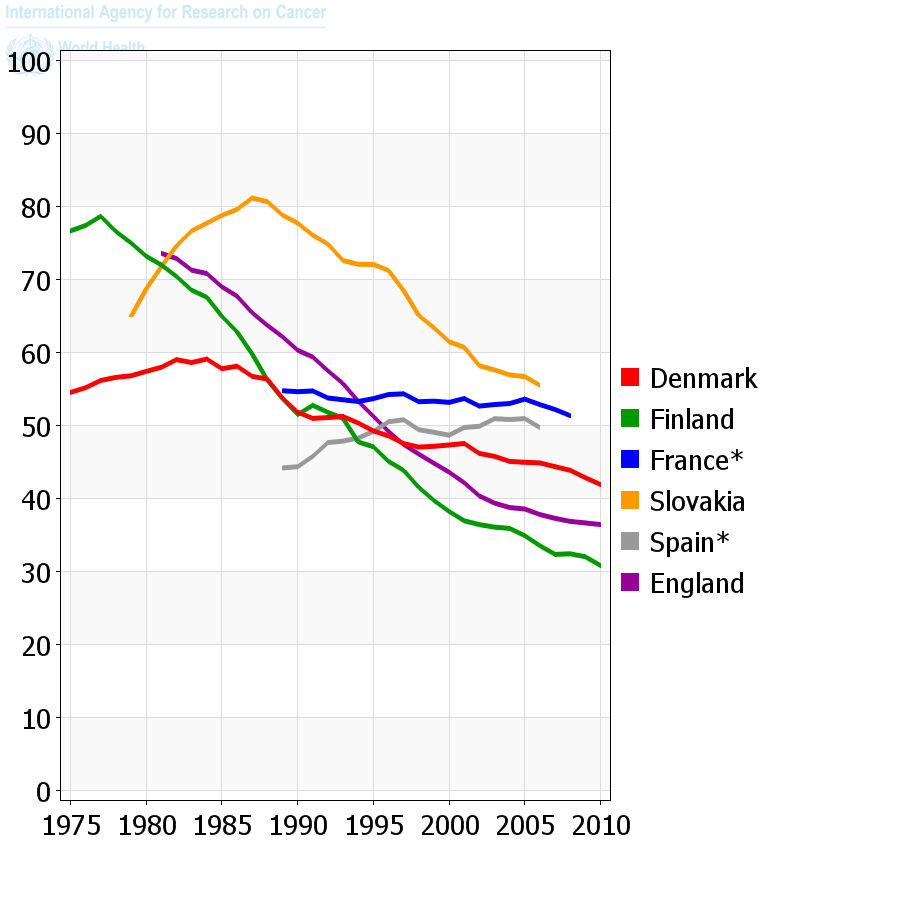 International Agency for Research on Cancer
World Health
100
90
80
70
60
50
40
30
20
10
0
1975 1980 1985 1990 1995 2000 2005 2010
Denmark
Finland
France*
Slovakia
Spain*
England